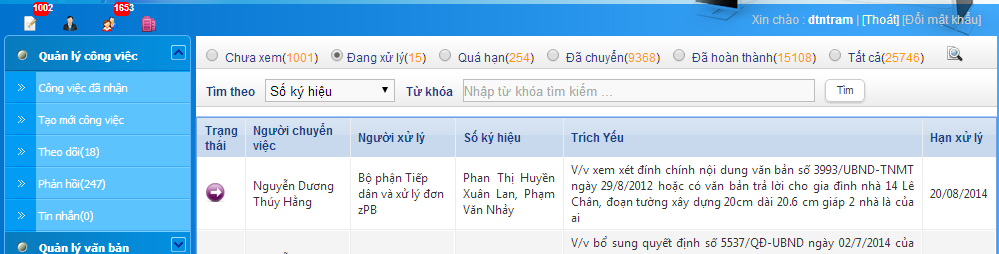 1002 1653
Xin chào : dtntram | [Thoát] [Đổi mật khẩu]
Quản lý công việc
Công việc đã nhận
Tạo mới công việc
Theo dõi(18)
Phản hồi(247)
Tin nhắn(0)
Quản lý văn bản
Chưa xem(1001) Đang xử lý(15) Quá hạn(254) Đã chuyển(9368) Đã hoàn thành(15108) Tất cả(25746)
Tìm theo Số ký hiệu Từ khóa Nhập từ khóa tìm kiếm ... Tìm
Trạng thái
Người chuyển việc
Người xử lý
Số ký hiệu
Trích Yếu
Hạn xử lý
Nguyễn Dương
Thúy Hằng
Bộ phận Tiếp
dân và xử lý đơn
zPB
Phan Thị Huyền
Xuân Lan, Phạm
Văn Nhảy
V/v xem xét đính chính nội dung văn bản số 3993/UBND-TNMT
ngày 29/8/2012 hoặc có văn bản trả lời cho gia đình nhà 14 Lê
Chân, đoạn tường xây dựng 20cm dài 20.6 cm giáp 2 nhà là của
ai
20/08/2014
V/v bổ sung quyết định số 5537/QĐ-UBND ngày 02/7/2014 của